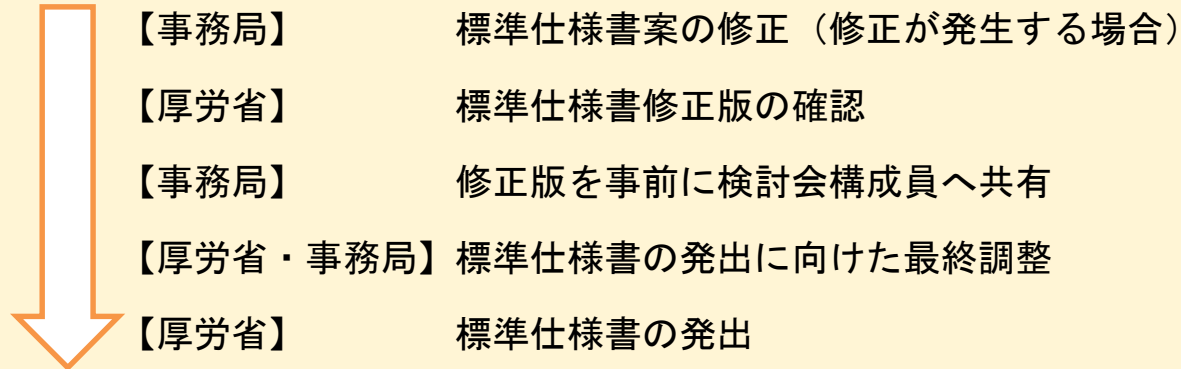 【事務局】 標準仕様書案の修正（修正が発生する場合）
【厚労省】 標準仕様書修正版の確認
【事務局】 修正版を事前に検討会構成員へ共有
【厚労省・事務局】標準仕様書の発出に向けた最終調整
【厚労省】 標準仕様書の発出